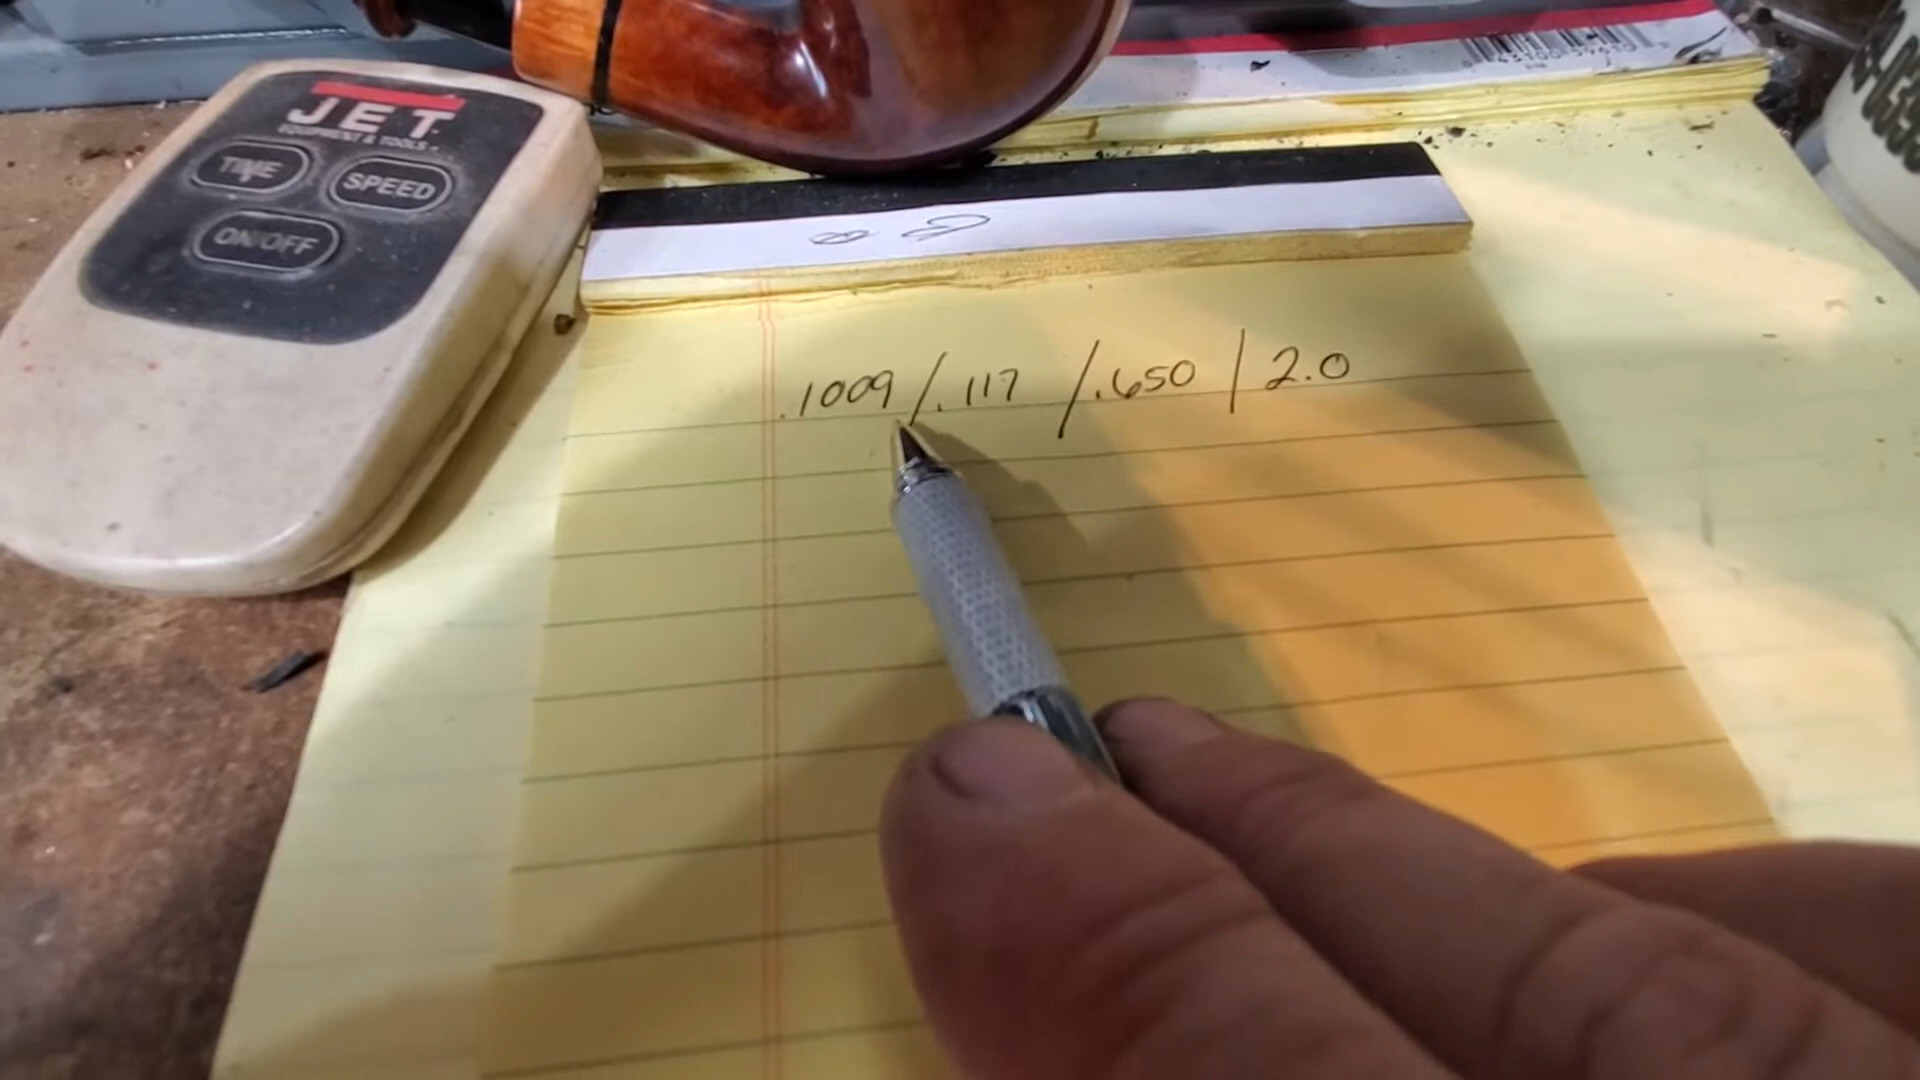 JET
EQUIPMENT & TOOLS
TIME
SPEED
ON/OFF
.1009 / .117 / .650 | 2.0